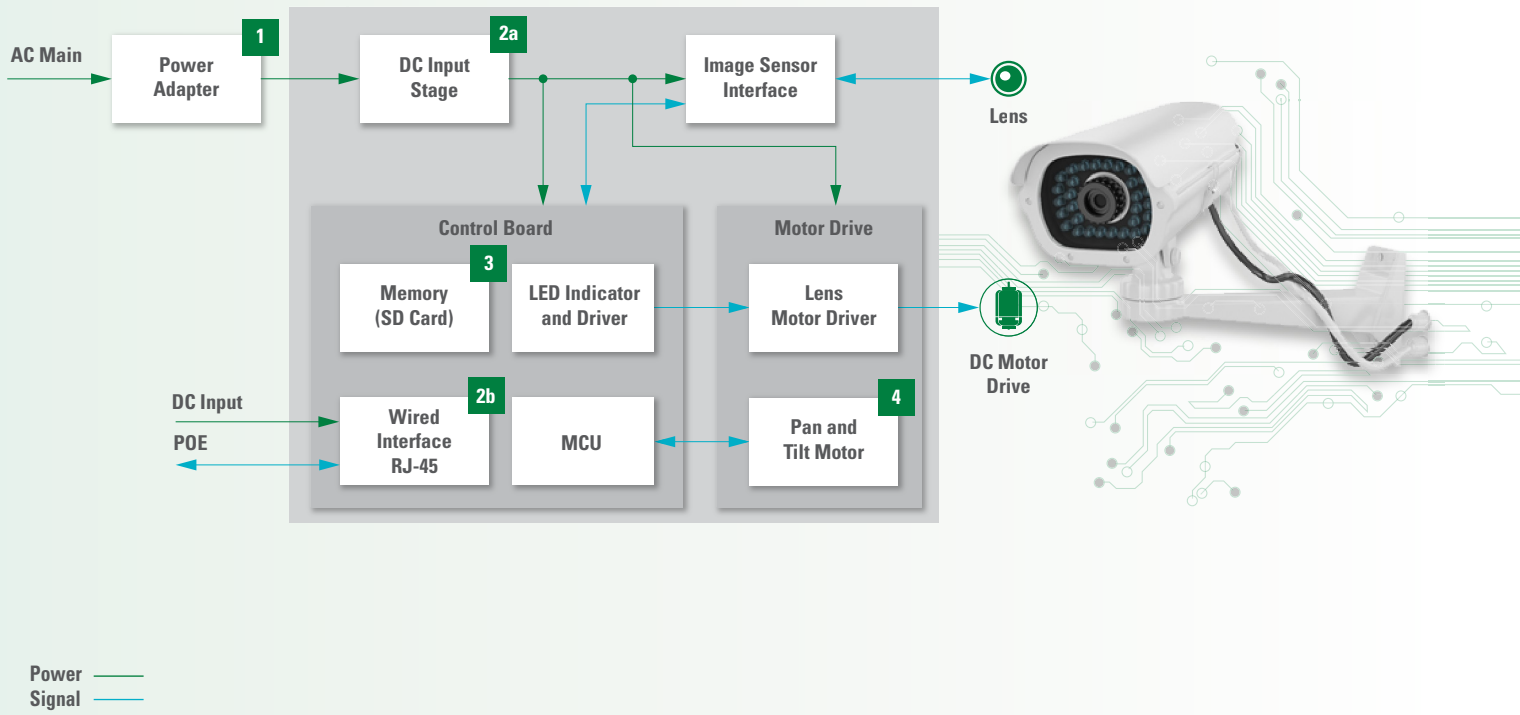 AC Main
1
Power
Adapter
2a
DC Input
Stage
Image Sensor
Interface
Lens
Control Board
Motor Drive
3
Memory
(SD Card)
LED Indicator
and Driver
Lens
Motor Driver
DC Motor
Drive
DC Input
POE
2b
Wired
Interface
RJ-45
MCU
4
Pan and
Tilt Motor
Power
Signal